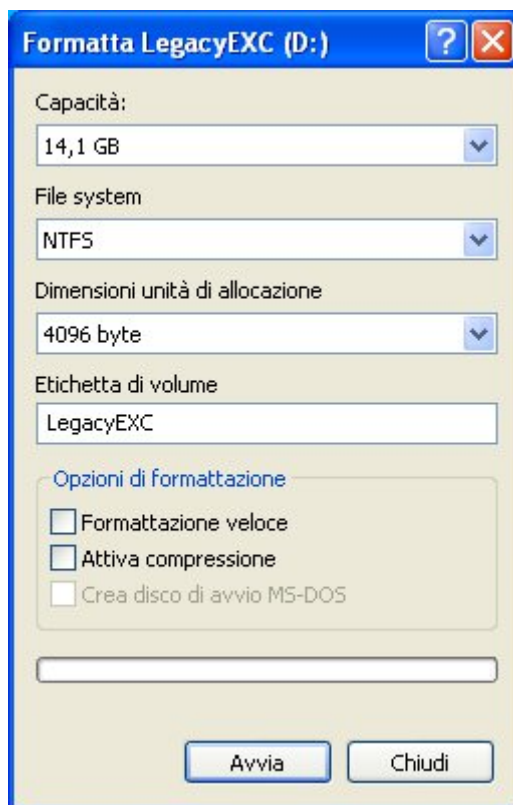 Formatta LegacyEXC (D:)
Capacità:
14,1 GB
File system
NTFS
Dimensioni unità di allocazione
4096 byte
Etichetta di volume
LegacyEXC
Opzioni di formattazione
Formattazione veloce
Attiva compressione
Crea disco di avvio MS-DOS
Avvia Chiudi